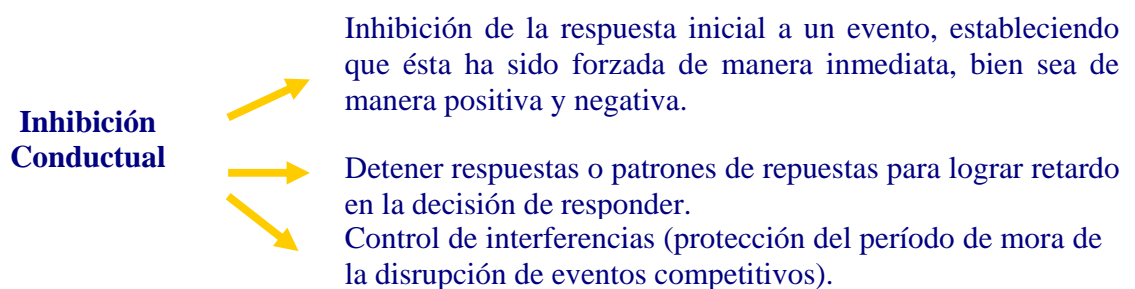 Inhibición de la respuesta inicial a un evento, estableciendo
que ésta ha sido forzada de manera inmediata, bien sea de
manera positiva y negativa.
Inhibición
Conductual
Detener respuestas o patrones de repuestas para lograr retardo
en la decisión de responder.
Control de interferencias (protección del período de mora de
la disrupción de eventos competitivos).